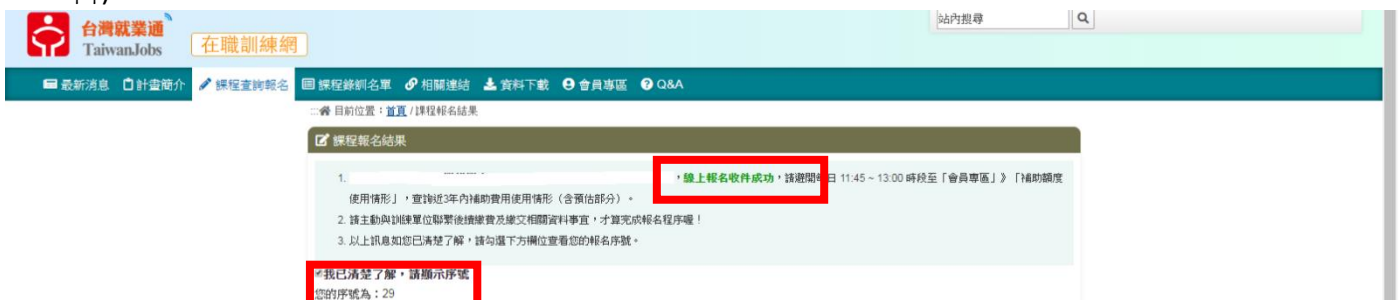 台灣就業通
TaiwanJobs
在職訓練網
站內搜尋
最新消息 計畫簡介 課程查詢報名 課程錄訓名單 相關連結 資料下載 會員專區 Q&A
目前位置：首頁 / 課程報名結果
課程報名結果
1. ，線上報名收件成功，請避開每日 11:45 ~ 13:00 時段至「會員專區」》「補助額度
使用情形」，查詢近3年內補助費用使用情形（含預估部分）。
2. 請主動與訓練單位聯繫後續繳費及繳交相關資料事宜，才算完成報名程序喔！
3. 以上訊息如您已清楚了解，請勾選下方欄位查看您的報名序號。
我已清楚了解，請顯示序號
您的序號為：29